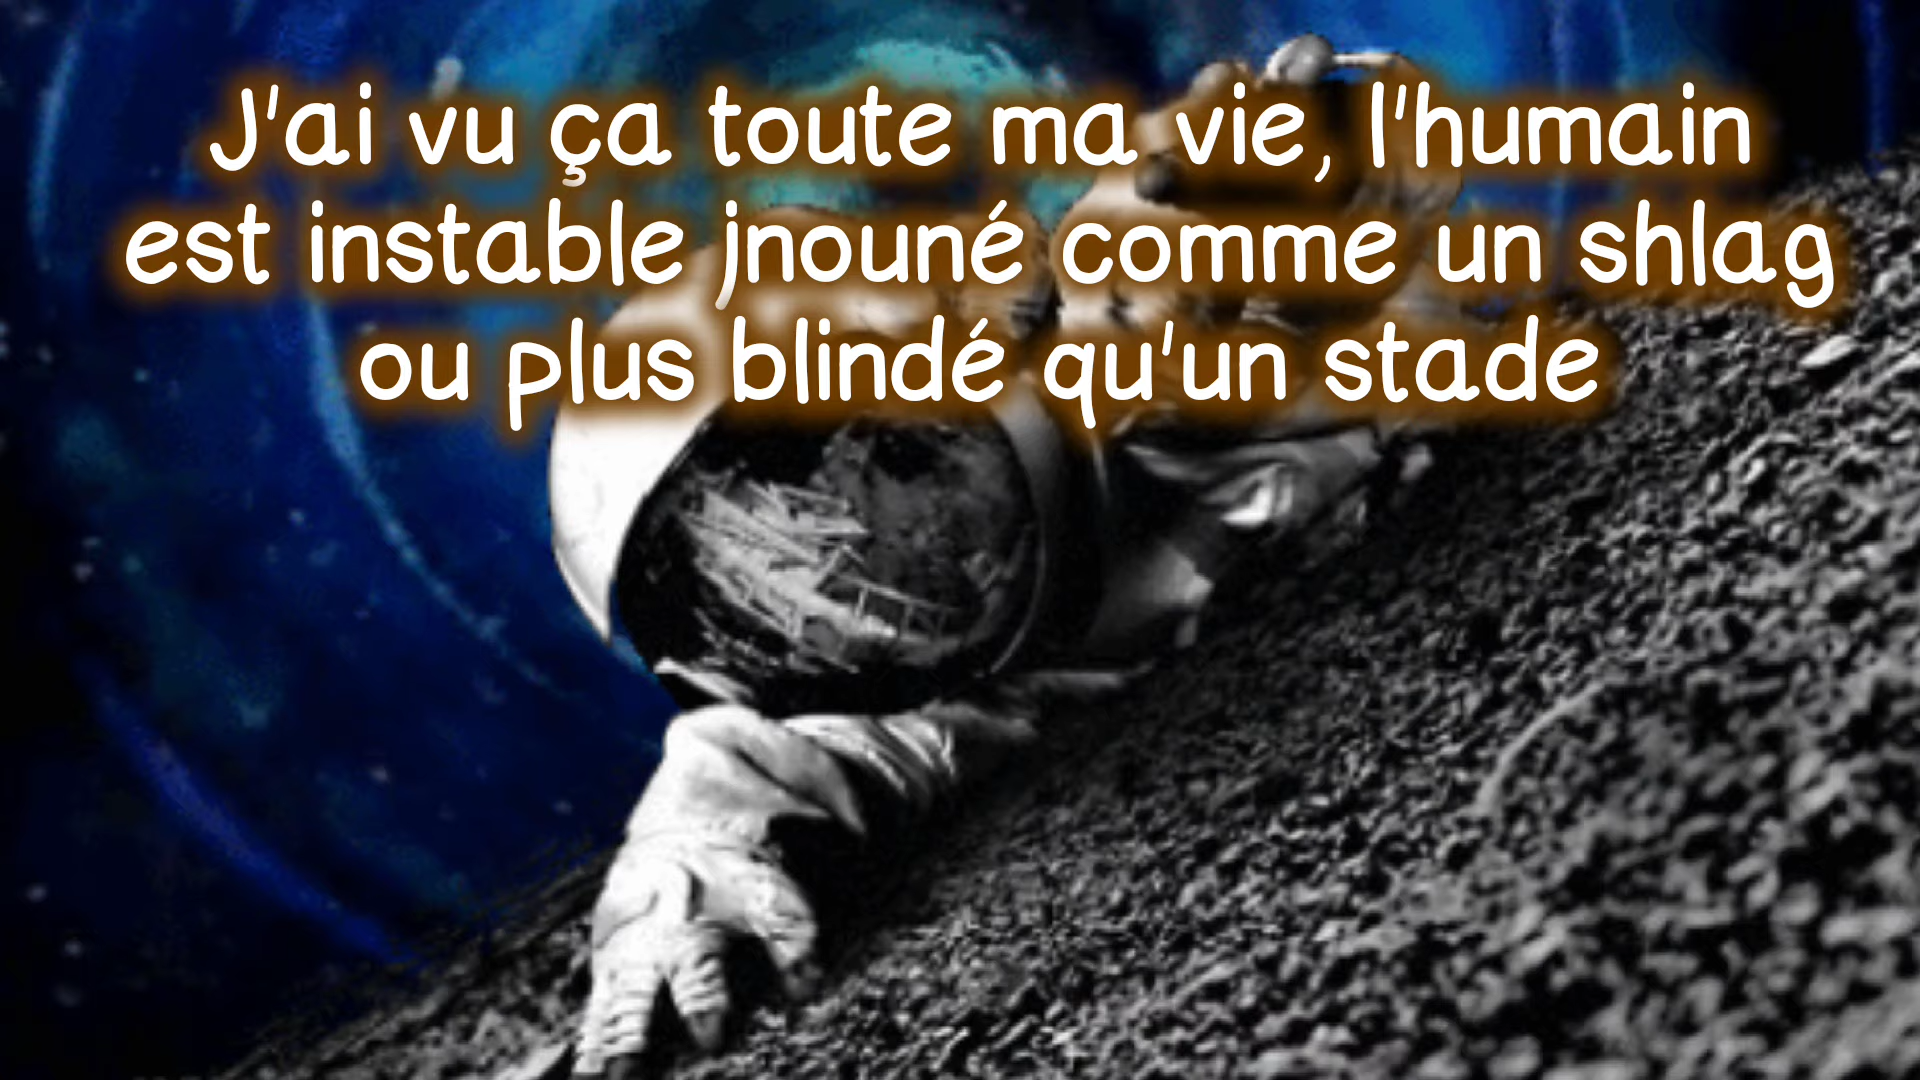 J'ai vu ça toute ma vie, l'humain
est instable jnouné comme un shlag
ou plus blindé qu'un stade